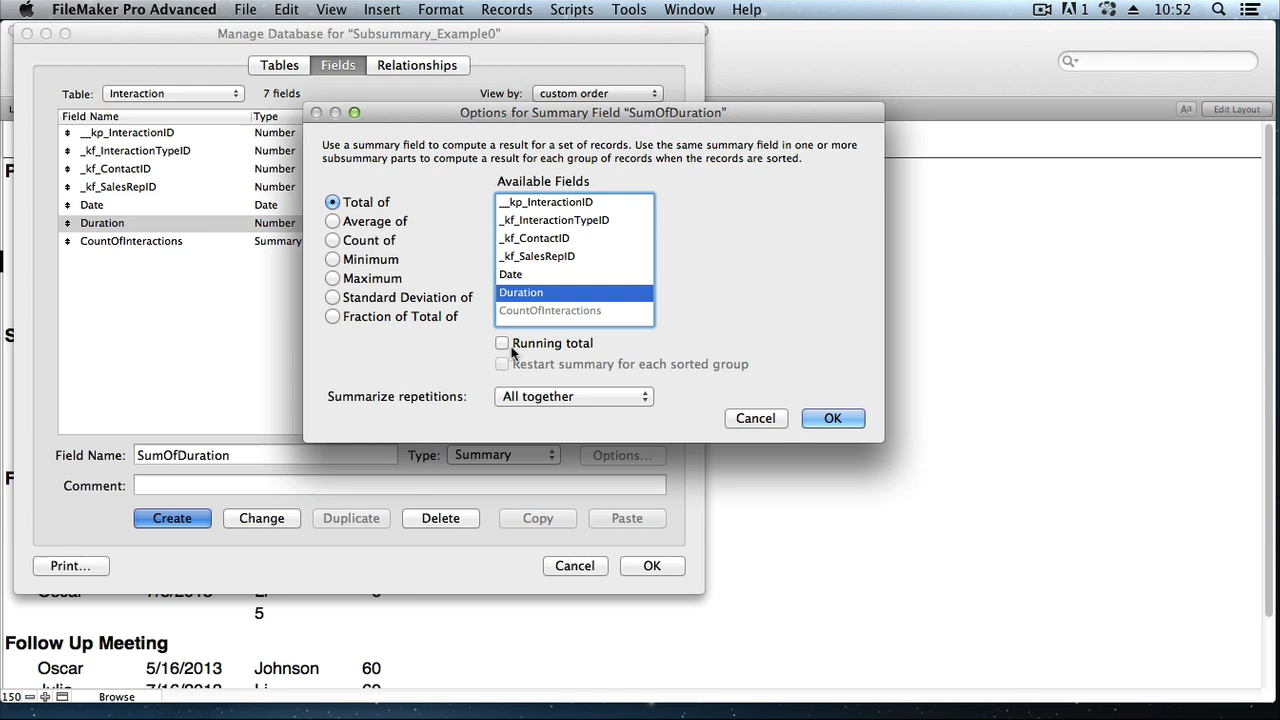 FileMaker Pro Advanced File Edit View Insert Format Records Scripts Tools Window Help 1 10:52
Manage Database for "Subsummary_Example0"
Tables Fields Relationships
Table: Interaction 7 fields View by: custom order
Field Name Type
__kp_InteractionID Number
_kf_InteractionTypeID Number
_kf_ContactID Number
_kf_SalesRepID Number
Date Date
Duration Number
CountOfInteractions Summary
Options for Summary Field "SumOfDuration"
Use a summary field to compute a result for a set of records. Use the same summary field in one or more
subsummary parts to compute a result for each group of records when the records are sorted.
Available Fields
Total of
Average of
Count of
Minimum
Maximum
Standard Deviation of
Fraction of Total of
__kp_InteractionID
_kf_InteractionTypeID
_kf_ContactID
_kf_SalesRepID
Date
Duration
CountOfInteractions
Running total
Restart summary for each sorted group
Summarize repetitions: All together
Cancel OK
Field Name: SumOfDuration Type: Summary Options...
Comment:
Create Change Duplicate Delete Copy Paste
Print... Cancel OK
Aa Edit Layout
5
Follow Up Meeting
Oscar 5/16/2013 Johnson 60
150 Browse